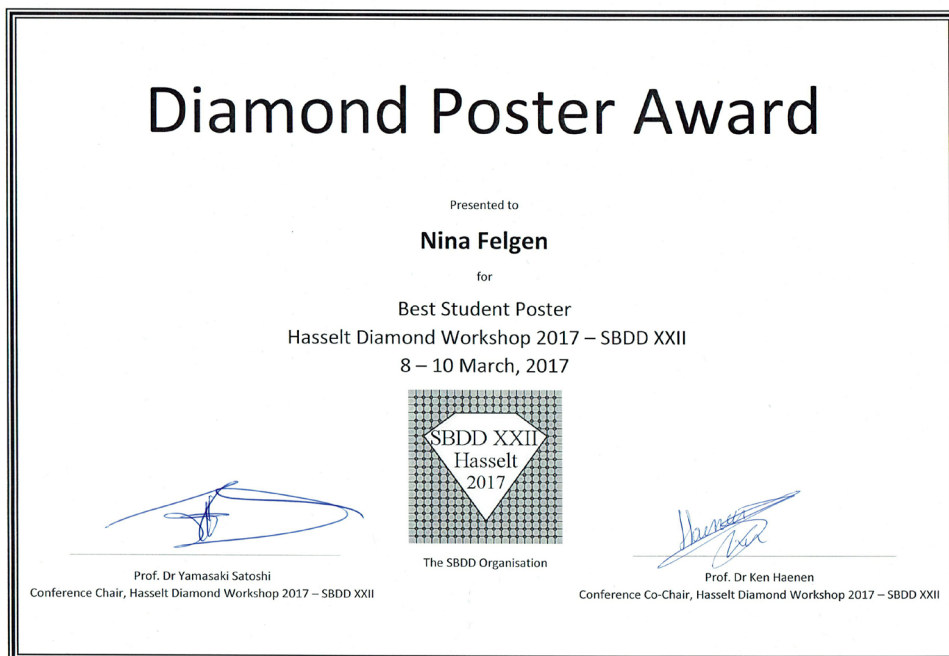 Diamond Poster Award
Presented to
Nina Felgen
for
Best Student Poster
Hasselt Diamond Workshop 2017 – SBDD XXII
8 – 10 March, 2017
SBDD XXII
Hasselt
2017
The SBDD Organisation
Haenen
Prof. Dr Yamasaki Satoshi
Conference Chair, Hasselt Diamond Workshop 2017 – SBDD XXII
Prof. Dr Ken Haenen
Conference Co-Chair, Hasselt Diamond Workshop 2017 – SBDD XXII